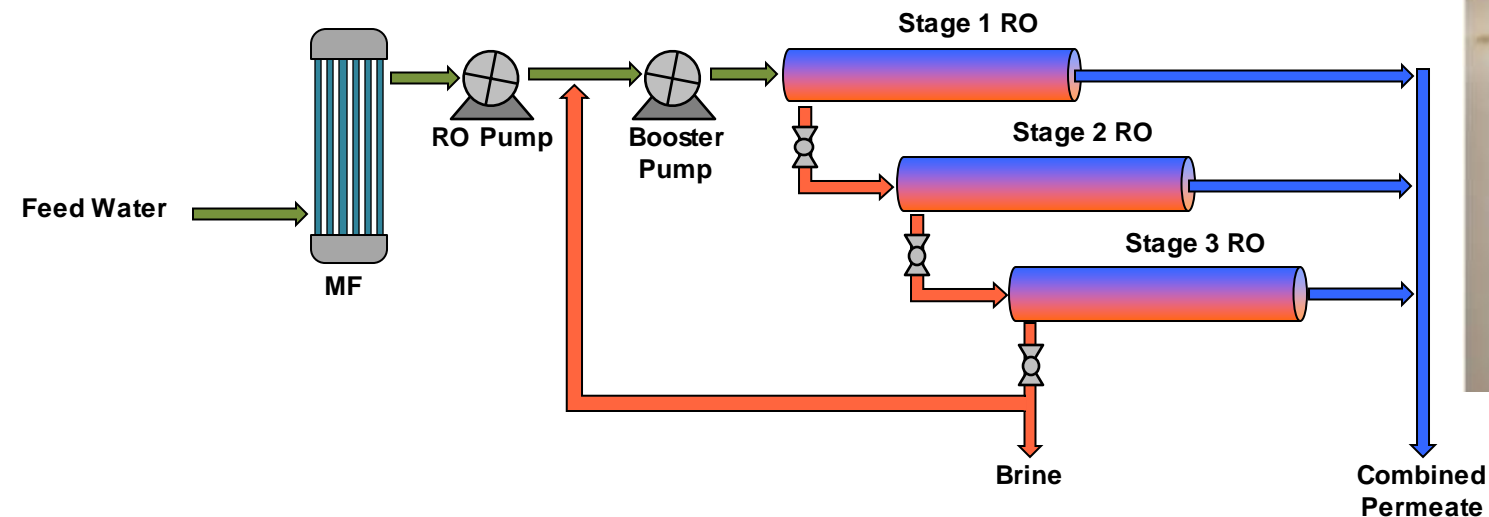 Stage 1 RO
RO Pump
Booster
Pump
Stage 2 RO
Feed Water
Stage 3 RO
MF
Brine
Combined
Permeate